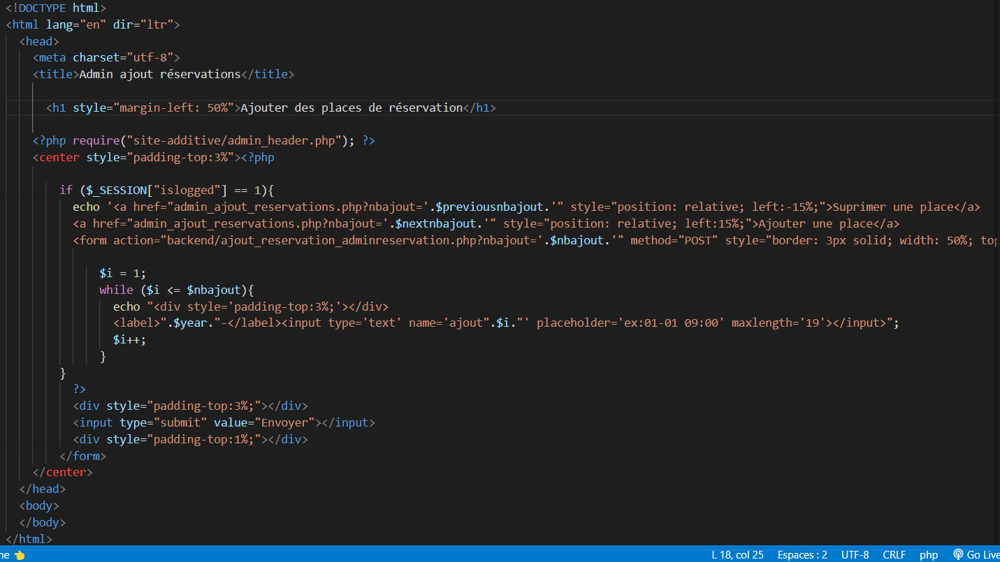 <!DOCTYPE html>
<html lang="en" dir="ltr">
<head>
<meta charset="utf-8">
<title>Admin ajout réservations</title>
<h1 style="margin-left: 50%">Ajouter des places de réservation</h1>
<?php require("site-additive/admin_header.php"); ?>
<center style="padding-top:3%"><?php
if ($_SESSION["islogged"] == 1){
echo '<a href="admin_ajout_reservations.php?nbajout='.$previousnbajout.'" style="position: relative; left:-15%;">Suprimer une place</a>
<a href="admin_ajout_reservations.php?nbajout='.$nextnbajout.'" style="position: relative; left:15%;">Ajouter une place</a>
<form action="backend/ajout_reservation_adminreservation.php?nbajout='.$nbajout.'" method="POST" style="border: 3px solid; width: 50%; top
$i = 1;
while ($i <= $nbajout){
echo "<div style='padding-top:3%;'></div>
<label>".$year."-</label><input type='text' name='ajout".$i."' placeholder='ex:01-01 09:00' maxlength='19'></input>";
$i++;
}
}
?>
<div style="padding-top:3%;"></div>
<input type="submit" value="Envoyer"></input>
<div style="padding-top:1%;"></div>
</form>
</center>
</head>
<body>
</body>
</html>
L 18, col 25 Espaces : 2 UTF-8 CRLF php Go Live